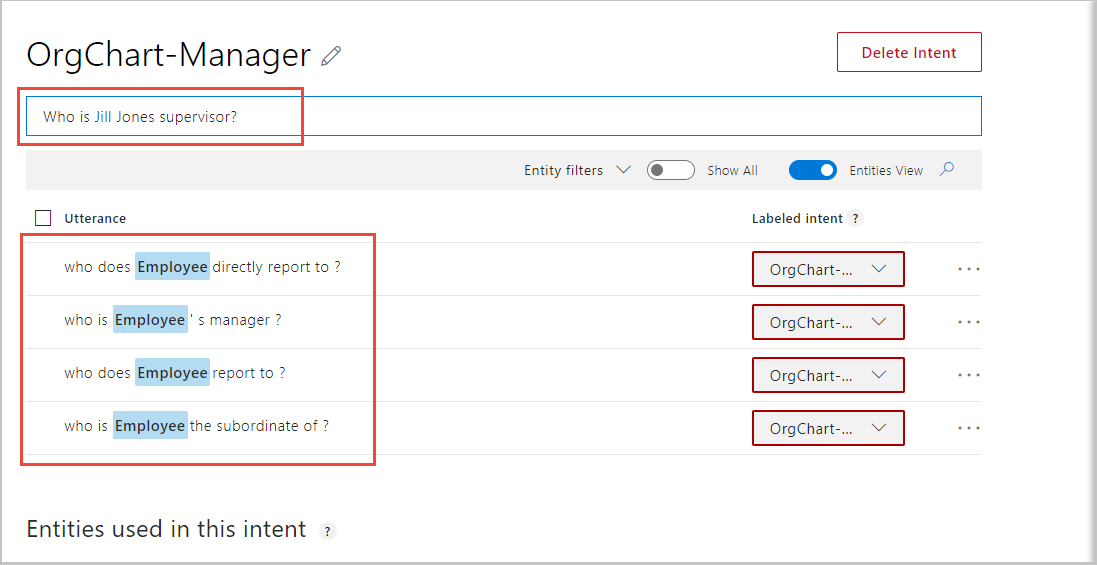 OrgChart-Manager
Delete Intent
Who is Jill Jones supervisor?
Entity filters Show All Entities View
Utterance Labeled intent ?
who does Employee directly report to ? OrgChart-...
who is Employee ' s manager ? OrgChart-...
who does Employee report to ? OrgChart-...
who is Employee the subordinate of ? OrgChart-...
Entities used in this intent ?